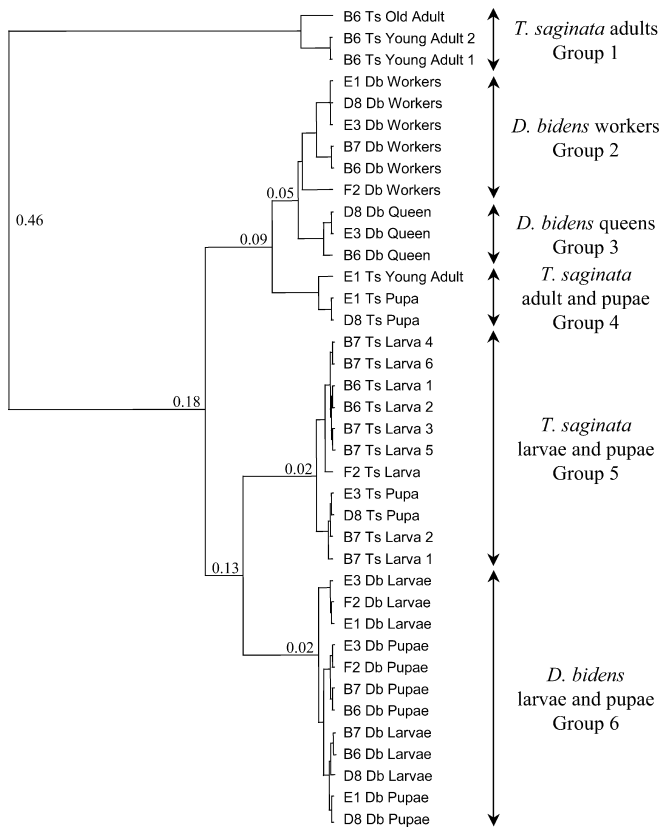 B6 Ts Old Adult
B6 Ts Young Adult 2
B6 Ts Young Adult 1
T. saginata adults
Group 1
E1 Db Workers
D8 Db Workers
E3 Db Workers
B7 Db Workers
B6 Db Workers
F2 Db Workers
D. bidens workers
Group 2
0.05
0.46
D8 Db Queen
E3 Db Queen
B6 Db Queen
D. bidens queens
Group 3
0.09
E1 Ts Young Adult
E1 Ts Pupa
D8 Ts Pupa
T. saginata
adult and pupae
Group 4
B7 Ts Larva 4
B7 Ts Larva 6
B6 Ts Larva 1
B6 Ts Larva 2
B7 Ts Larva 3
B7 Ts Larva 5
F2 Ts Larva
E3 Ts Pupa
D8 Ts Pupa
B7 Ts Larva 2
B7 Ts Larva 1
T. saginata
larvae and pupae
Group 5
0.18
0.02
0.13
E3 Db Larvae
F2 Db Larvae
E1 Db Larvae
E3 Db Pupae
F2 Db Pupae
B7 Db Pupae
B6 Db Pupae
B7 Db Larvae
B6 Db Larvae
D8 Db Larvae
E1 Db Pupae
D8 Db Pupae
0.02
D. bidens
larvae and pupae
Group 6